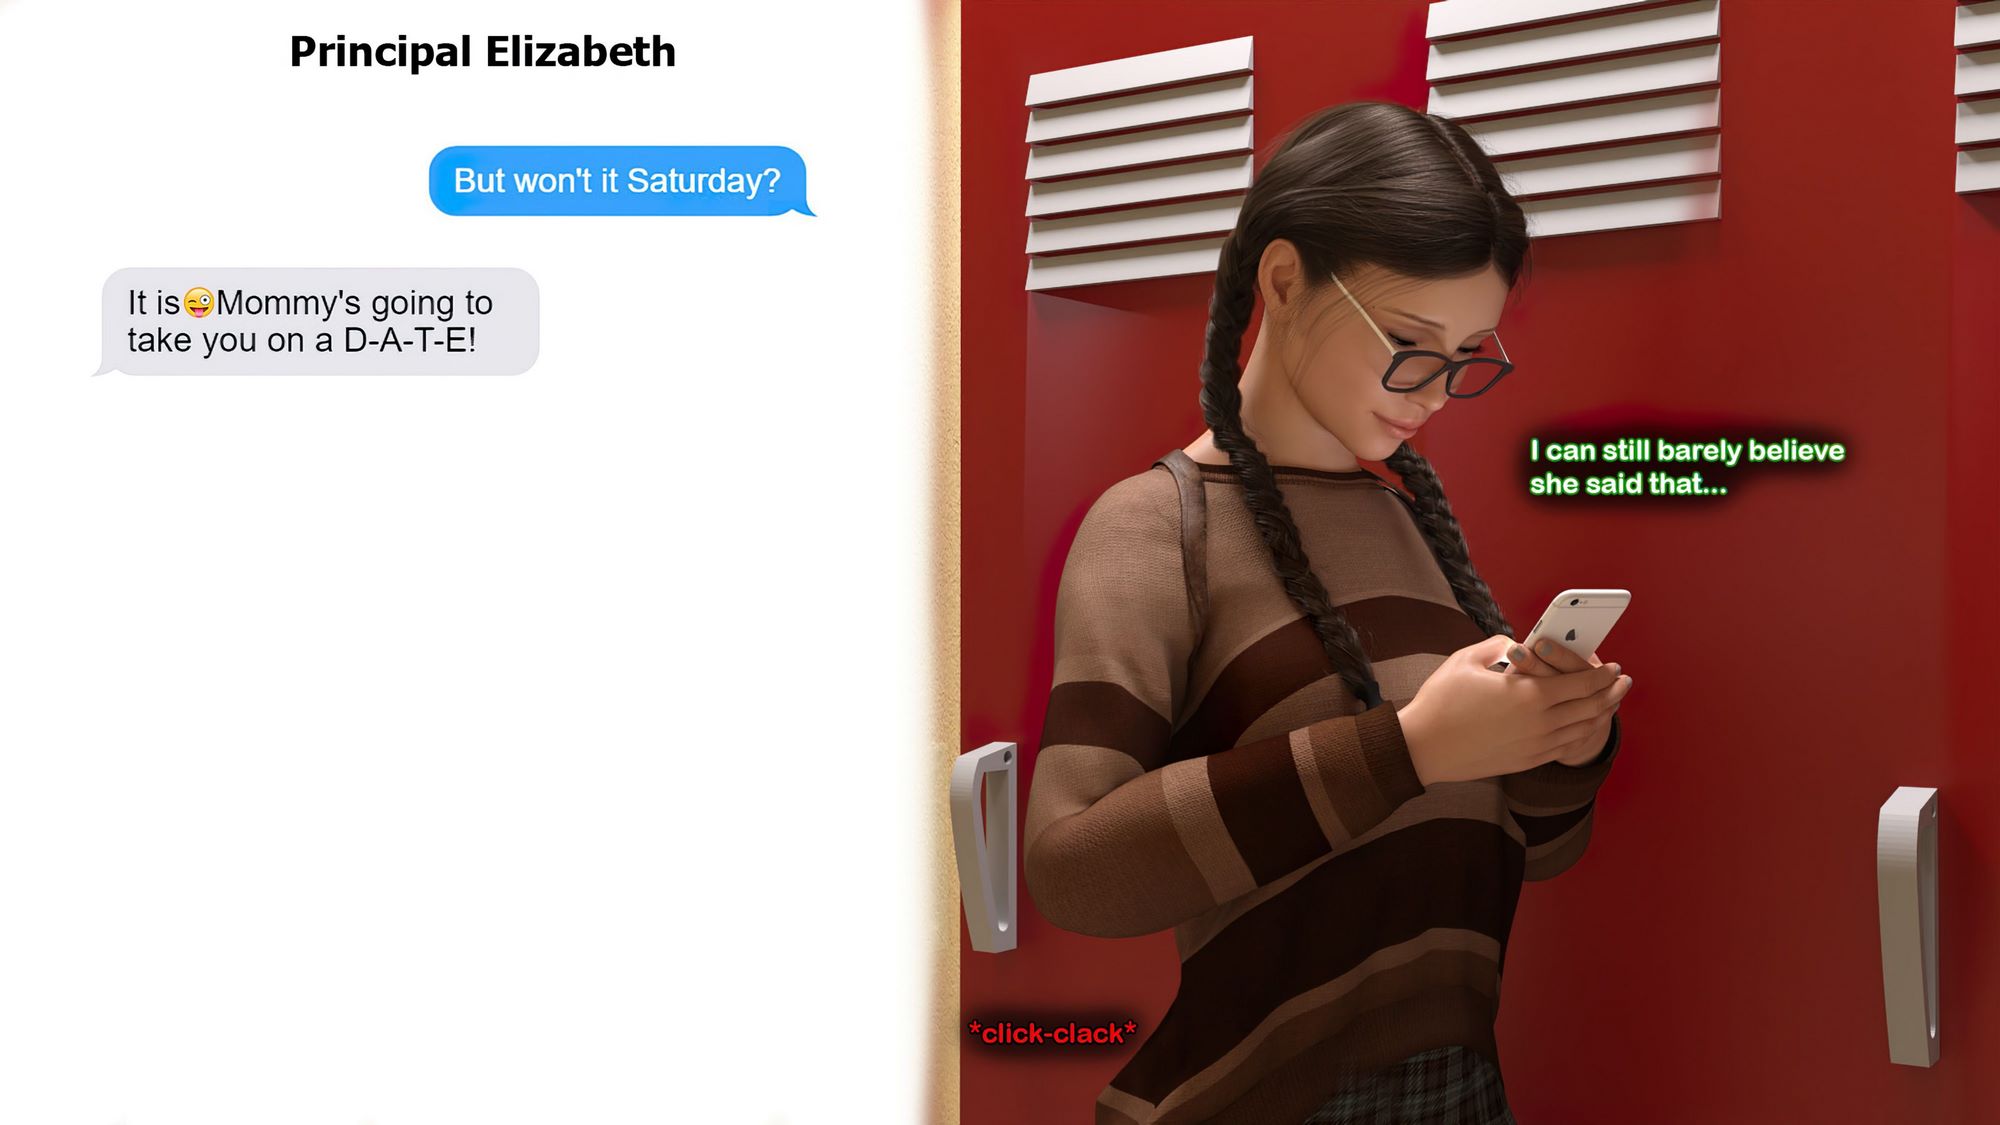 Principal Elizabeth
But won't it Saturday?
It is😜Mommy's going to
take you on a D-A-T-E!
I can still barely believe
she said that...
*click-clack*